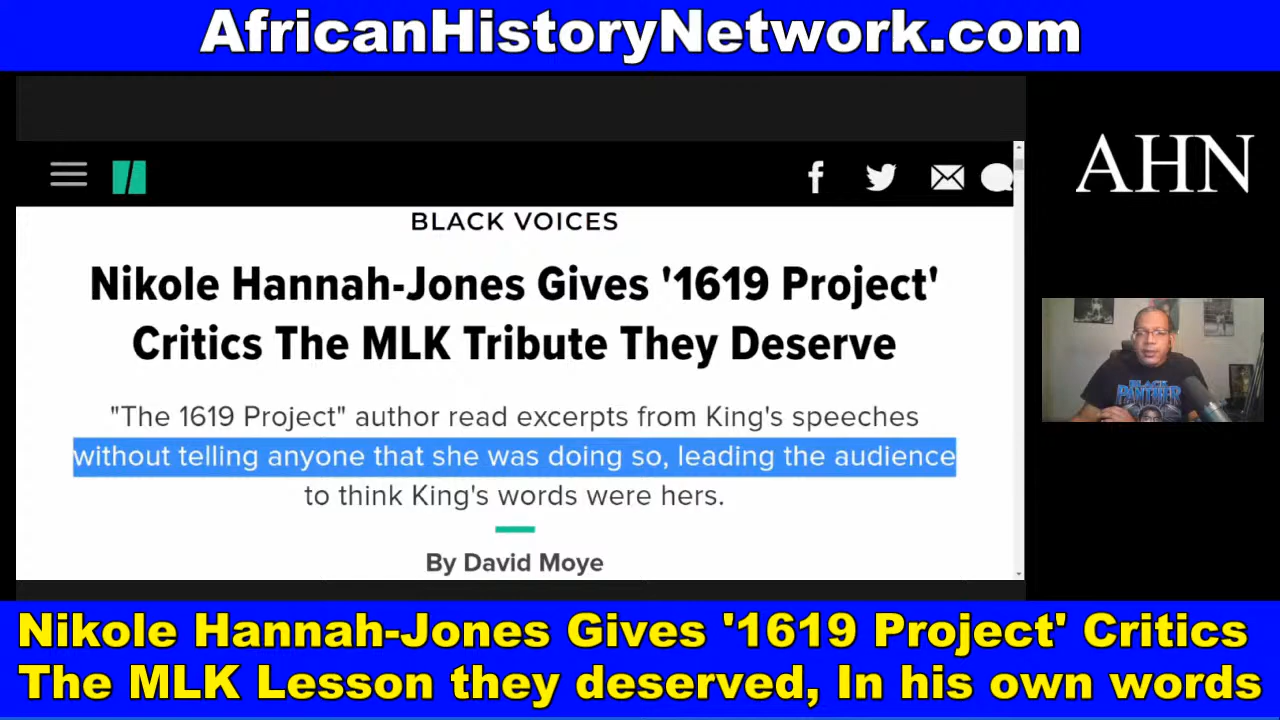 AfricanHistoryNetwork.com
AHN
BLACK VOICES
Nikole Hannah-Jones Gives '1619 Project'
Critics The MLK Tribute They Deserve
"The 1619 Project" author read excerpts from King's speeches
without telling anyone that she was doing so, leading the audience
to think King's words were hers.
By David Moye
BLACK
PANTHER
Nikole Hannah-Jones Gives '1619 Project' Critics
The MLK Lesson they deserved, In his own words